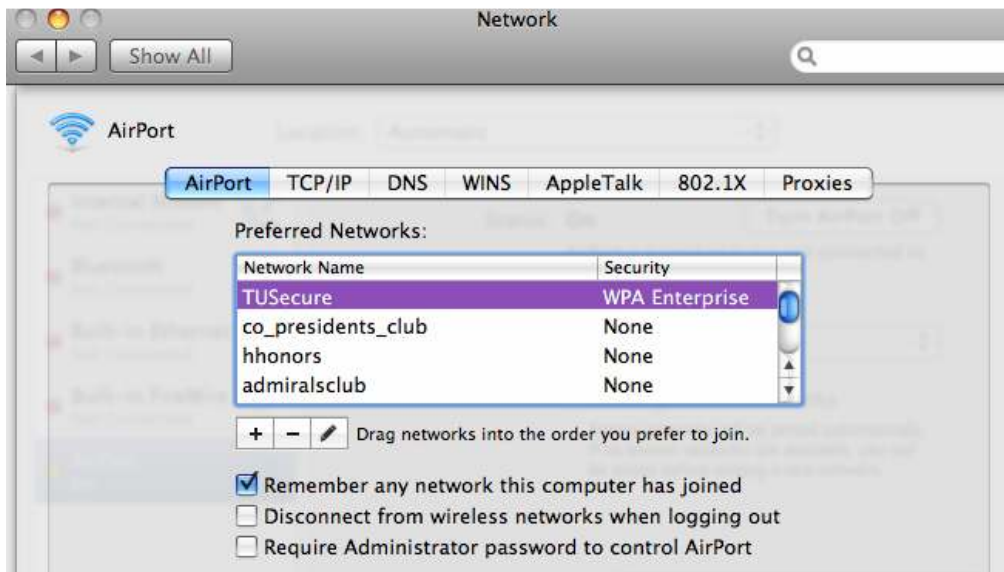 Network
Show All
AirPort
Location: Automatic
AirPort TCP/IP DNS WINS AppleTalk 802.1X Proxies
Preferred Networks:
Network Name Security
TUSecure WPA Enterprise
co_presidents_club None
hhonors None
admiralsclub None
+ − Drag networks into the order you prefer to join.
Remember any network this computer has joined
Disconnect from wireless networks when logging out
Require Administrator password to control AirPort